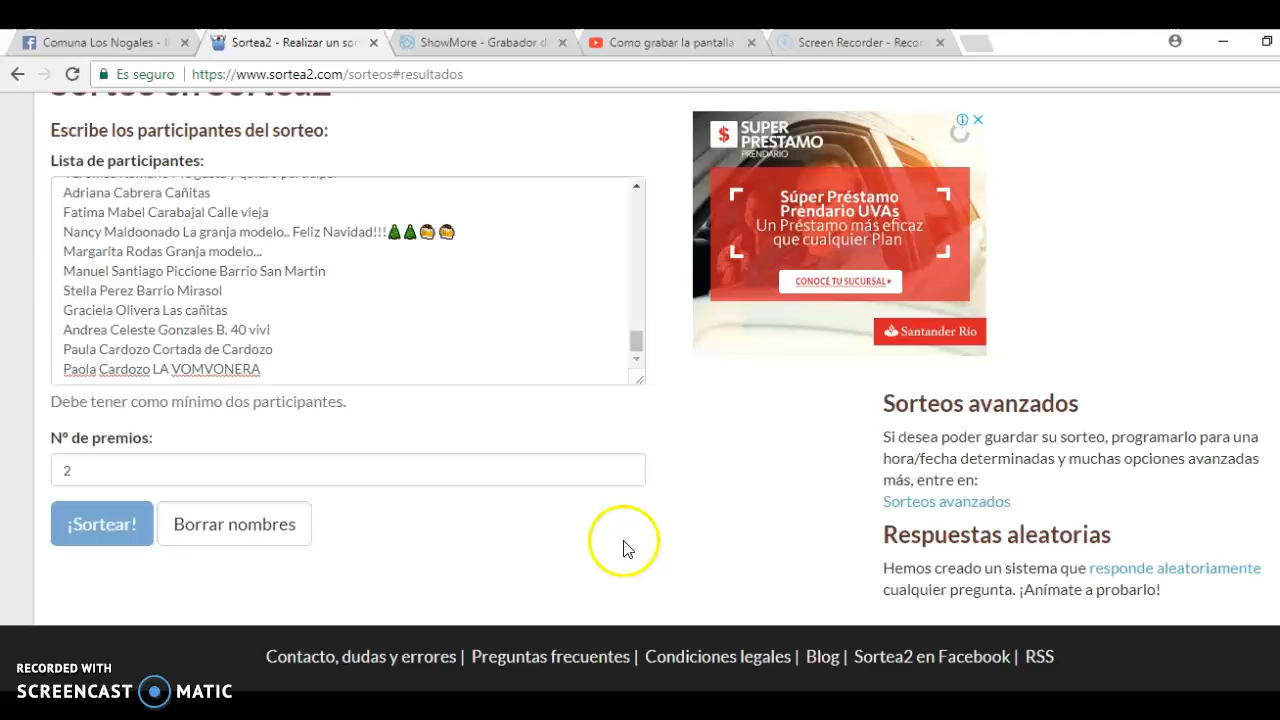 Comuna Los Nogales - I
Sortea2 - Realizar un sor
ShowMore - Grabador d
Como grabar la pantalla
Screen Recorder - Recor
Es seguro
https://www.sortea2.com/sorteos#resultados
Sorteo en Sortea2
Escribe los participantes del sorteo:
Lista de participantes:
Adriana Cabrera Cañitas
Fatima Mabel Carabajal Calle vieja
Nancy Maldoonado La granja modelo.. Feliz Navidad!!!🌲🌲🎅🎅
Margarita Rodas Granja modelo...
Manuel Santiago Piccione Barrio San Martin
Stella Perez Barrio Mirasol
Graciela Olivera Las cañitas
Andrea Celeste Gonzales B. 40 vivi
Paula Cardozo Cortada de Cardozo
Paola Cardozo LA VOMVONERA
Debe tener como mínimo dos participantes.
Nº de premios:
2
¡Sortear!
Borrar nombres
$ SUPER
PRESTAMO
PRENDARIO
Súper Préstamo
Prendario UVAs
Un Préstamo más eficaz
que cualquier Plan
CONOCÉ TU SUCURSAL
Santander Río
Sorteos avanzados
Si desea poder guardar su sorteo, programarlo para una
hora/fecha determinadas y muchas opciones avanzadas
más, entre en:
Sorteos avanzados
Respuestas aleatorias
Hemos creado un sistema que responde aleatoriamente
cualquier pregunta. ¡Anímate a probarlo!
Contacto, dudas y errores | Preguntas frecuentes | Condiciones legales | Blog | Sortea2 en Facebook | RSS
RECORDED WITH
SCREENCAST MATIC